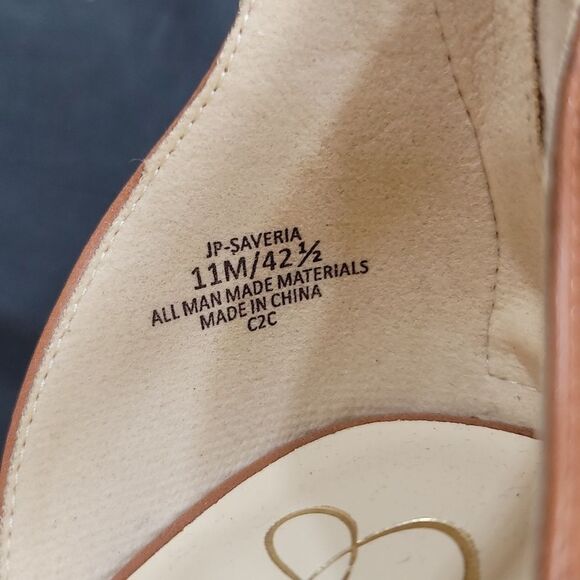 JP-SAVERIA
11M/42½
ALL MAN MADE MATERIALS
MADE IN CHINA
C2C